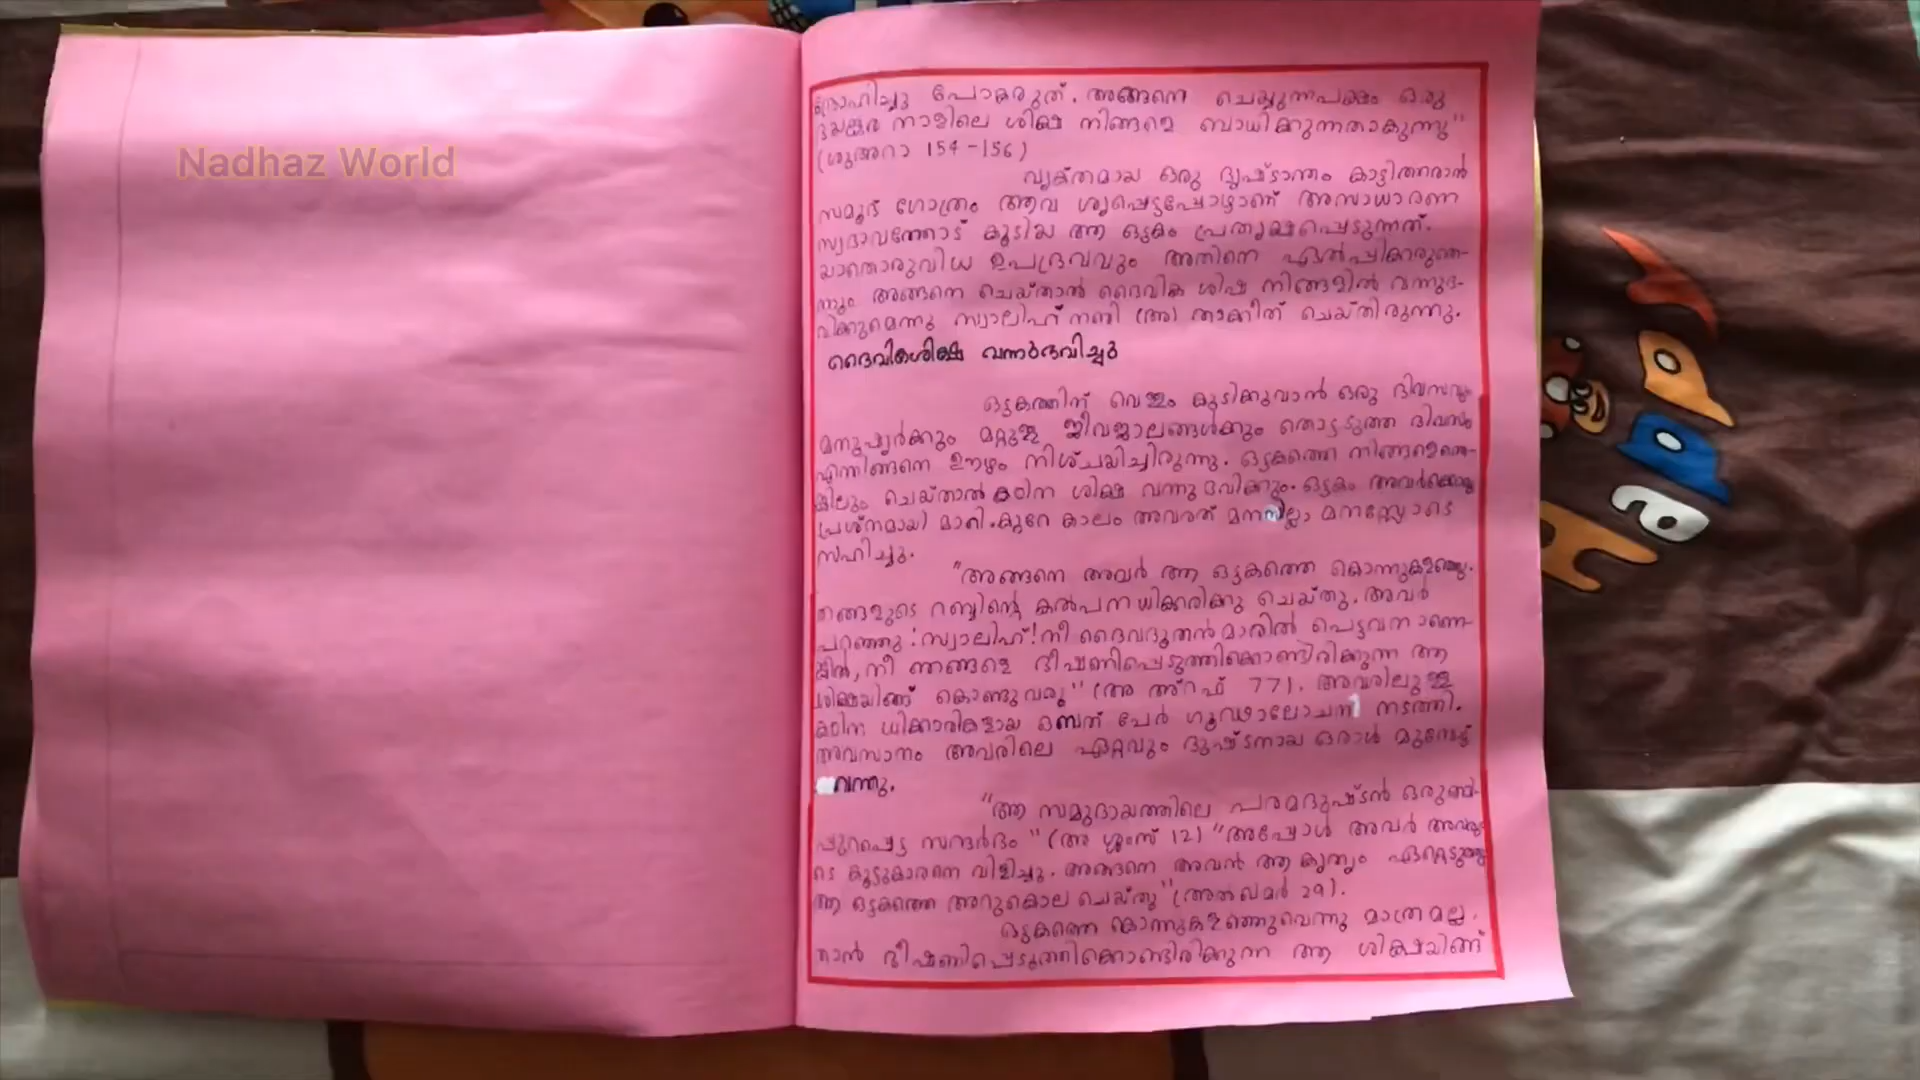 Nadhaz World
ദ്രോഹിച്ചു പോകരുത്. അങ്ങനെ ചെയ്യുന്നപക്ഷം ഒരു
ഭയങ്കര നാളിലെ ശിക്ഷ നിങ്ങളെ ബാധിക്കുന്നതാകുന്നു"
(ശുഅറാ 154-156)
വ്യക്തമായ ഒരു ദൃഷ്ടാന്തം കാട്ടിത്തരാൻ
സമൂദ് ഗോത്രം ആവശ്യപ്പെട്ടപ്പോഴാണ് അസാധാരണ
സ്വഭാവത്തോട് കൂടിയ ആ ഒട്ടകം പ്രത്യക്ഷപ്പെടുന്നത്.
യാതൊരുവിധ ഉപദ്രവവും അതിനെ ഏൽപ്പിക്കരുതെ-
ന്നും അങ്ങനെ ചെയ്താൽ ദൈവിക ശിക്ഷ നിങ്ങളിൽ വന്നുഭ-
വിക്കുമെന്നു സ്വാലിഹ് നബി (അ) താക്കീത് ചെയ്തിരുന്നു.
ദൈവികശിക്ഷ വന്നുഭവിച്ചു
ഒട്ടകത്തിന് വെള്ളം കുടിക്കുവാൻ ഒരു ദിവസവും
മനുഷ്യർക്കും മറ്റുള്ള ജീവജാലങ്ങൾക്കും തൊട്ടടുത്ത ദിവസം
എന്നിങ്ങനെ ഊഴം നിശ്ചയിച്ചിരുന്നു. ഒട്ടകത്തെ നിങ്ങളെന്തെ-
ങ്കിലും ചെയ്താൽ കഠിന ശിക്ഷ വന്നു ഭവിക്കും. ഒട്ടകം അവർക്കൊരു
പ്രശ്നമായി മാറി. കുറേ കാലം അവരത് മനസില്ലാ മനസ്സോടെ
സഹിച്ചു.
"അങ്ങനെ അവർ ആ ഒട്ടകത്തെ കൊന്നുകളഞ്ഞു.
തങ്ങളുടെ റബ്ബിന്റെ കൽപന ധിക്കരിക്കു ചെയ്തു. അവർ
പറഞ്ഞു! സ്വാലിഹ്! നീ ദൈവദൂതൻമാരിൽ പെട്ടവനാണെ-
ങ്കിൽ, നീ ഞങ്ങളെ ഭീഷണിപ്പെടുത്തിക്കൊണ്ടിരിക്കുന്ന ആ
ശിക്ഷയിങ്ങ് കൊണ്ടുവരൂ" (അ അ്റഫ് 77). അവരിലുള്ള
കഠിന ധിക്കാരികളായ ഒമ്പത് പേർ ഗൂഢാലോചന നടത്തി.
അവസാനം അവരിലെ ഏറ്റവും ദുഷ്ടനായ ഒരാൾ മുമ്പോട്ട്
വന്നു.
"ആ സമുദായത്തിലെ പരമദുഷ്ടൻ ഒരുങ്ങി-
പ്പുറപ്പെട്ട സന്ദർഭം" (അ ശ്ശംസ് 12) "അപ്പോൾ അവർ അവരു
ടെ കൂട്ടുകാരനെ വിളിച്ചു. അങ്ങനെ അവൻ ആ കൃത്യം ഏറ്റെടുത്തു
ആ ഒട്ടകത്തെ അറുകൊല ചെയ്തു" (അൽഖമർ 29).
ഒട്ടകത്തെ കൊന്നുകളഞ്ഞുവെന്നു മാത്രമല്ല.
താൻ ഭീഷണിപ്പെടുത്തിക്കൊണ്ടിരിക്കുന്ന ആ ശിക്ഷയിങ്ങ്